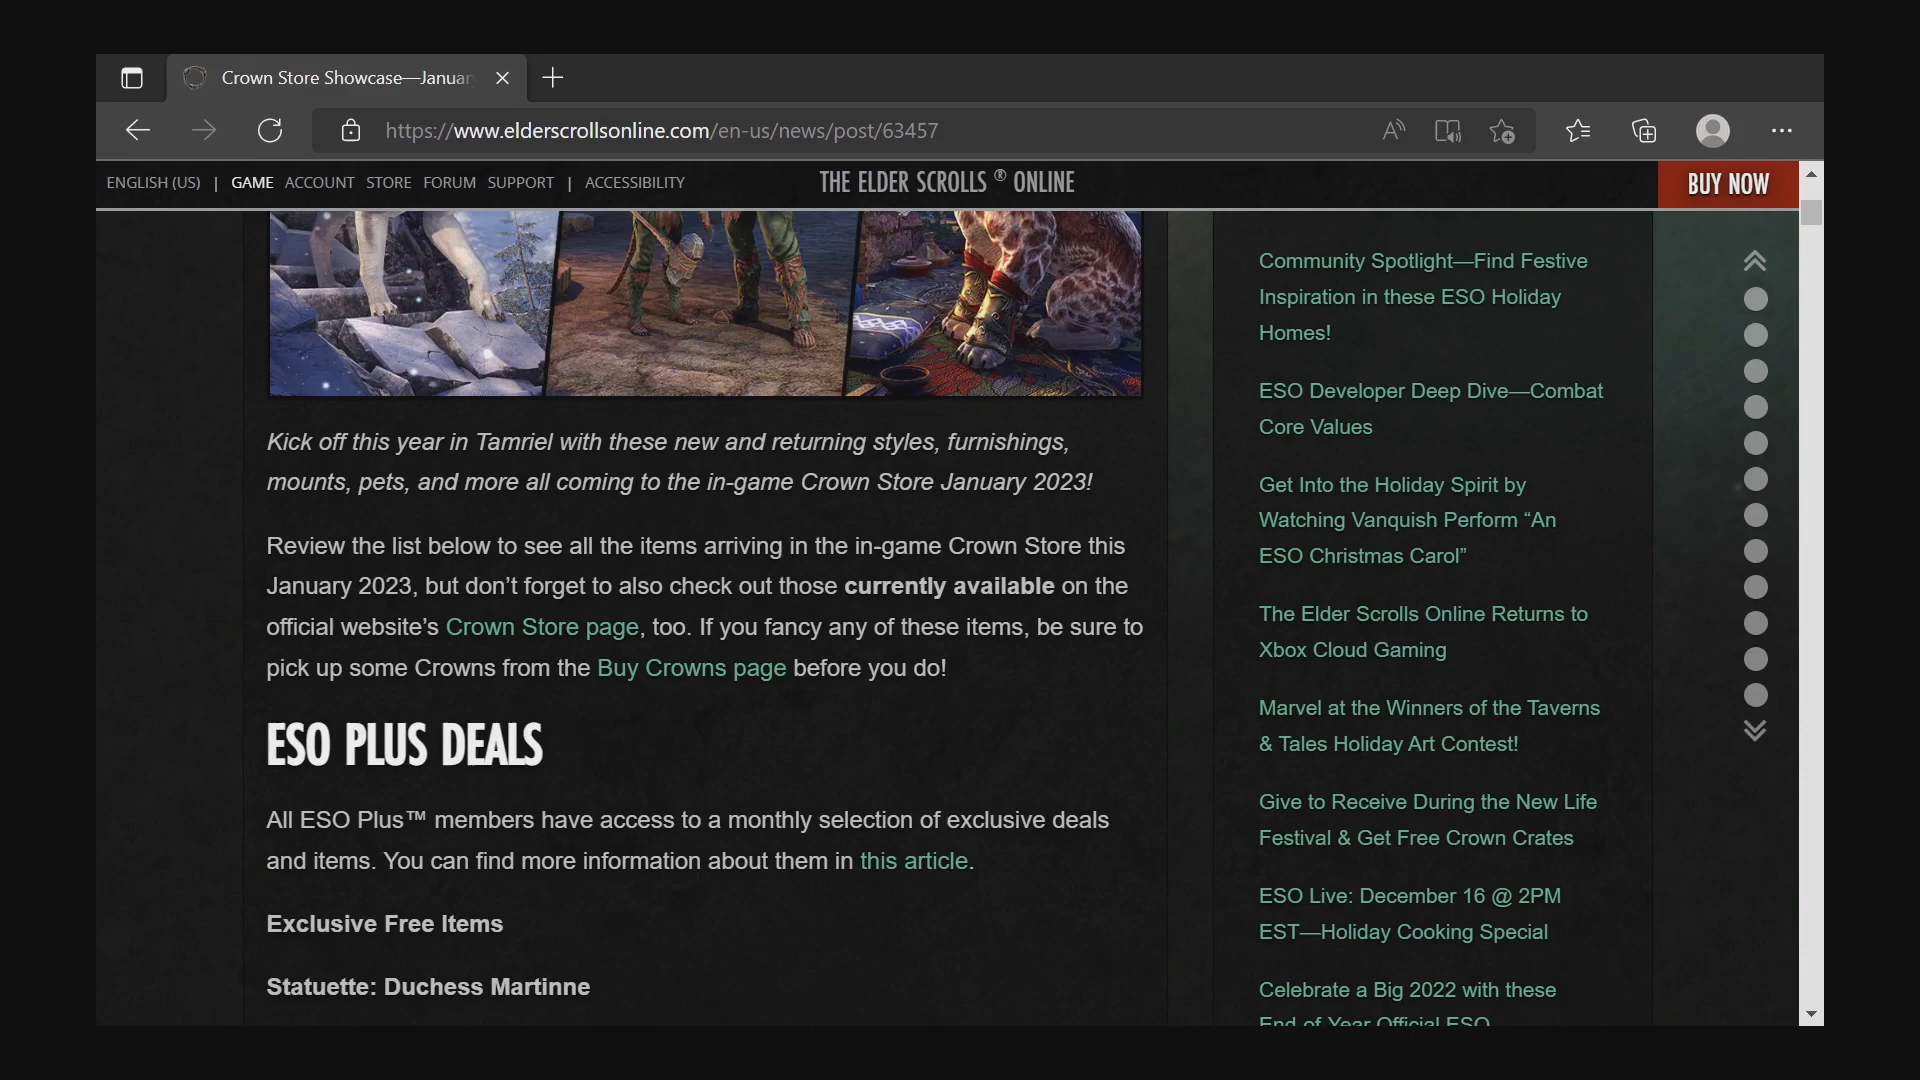 Crown Store Showcase—Januar
https://www.elderscrollsonline.com/en-us/news/post/63457
ENGLISH (US) | GAME ACCOUNT STORE FORUM SUPPORT | ACCESSIBILITY
THE ELDER SCROLLS ® ONLINE
BUY NOW
Kick off this year in Tamriel with these new and returning styles, furnishings,
mounts, pets, and more all coming to the in-game Crown Store January 2023!
Review the list below to see all the items arriving in the in-game Crown Store this
January 2023, but don’t forget to also check out those currently available on the
official website’s Crown Store page, too. If you fancy any of these items, be sure to
pick up some Crowns from the Buy Crowns page before you do!
ESO PLUS DEALS
All ESO Plus™ members have access to a monthly selection of exclusive deals
and items. You can find more information about them in this article.
Exclusive Free Items
Statuette: Duchess Martinne
Community Spotlight—Find Festive
Inspiration in these ESO Holiday
Homes!
ESO Developer Deep Dive—Combat
Core Values
Get Into the Holiday Spirit by
Watching Vanquish Perform “An
ESO Christmas Carol”
The Elder Scrolls Online Returns to
Xbox Cloud Gaming
Marvel at the Winners of the Taverns
& Tales Holiday Art Contest!
Give to Receive During the New Life
Festival & Get Free Crown Crates
ESO Live: December 16 @ 2PM
EST—Holiday Cooking Special
Celebrate a Big 2022 with these
End of Year Official ESO